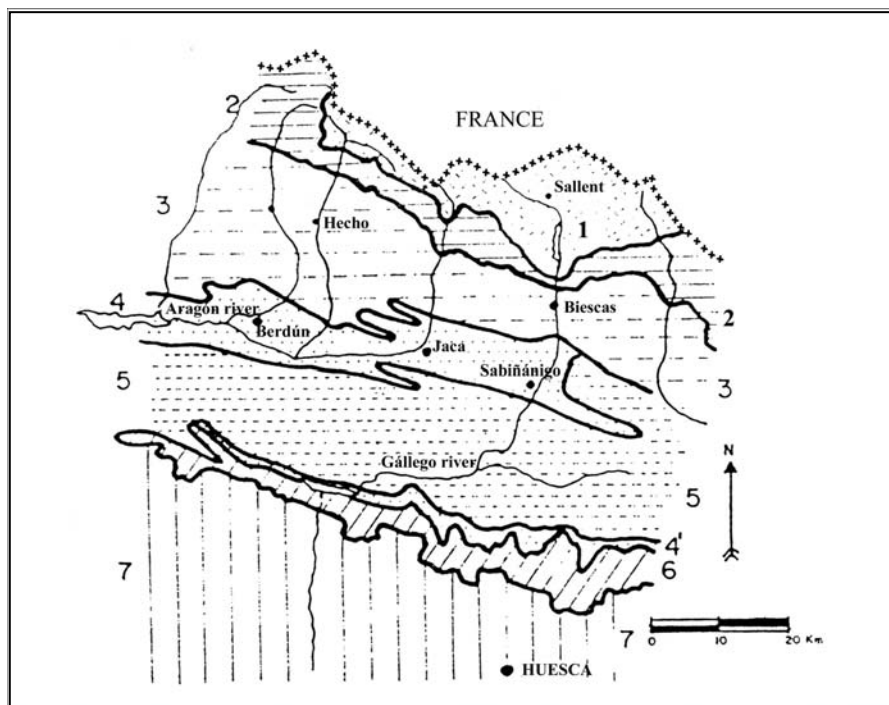 FRANCE
2
Sallent
3
Hecho
1
4
Aragón river
Biescas
2
Berdún
Jaca
5
Sabiñánigo
3
Gállego river
N
5
4'
6
7
7
0 10 20 Km.
HUESCA